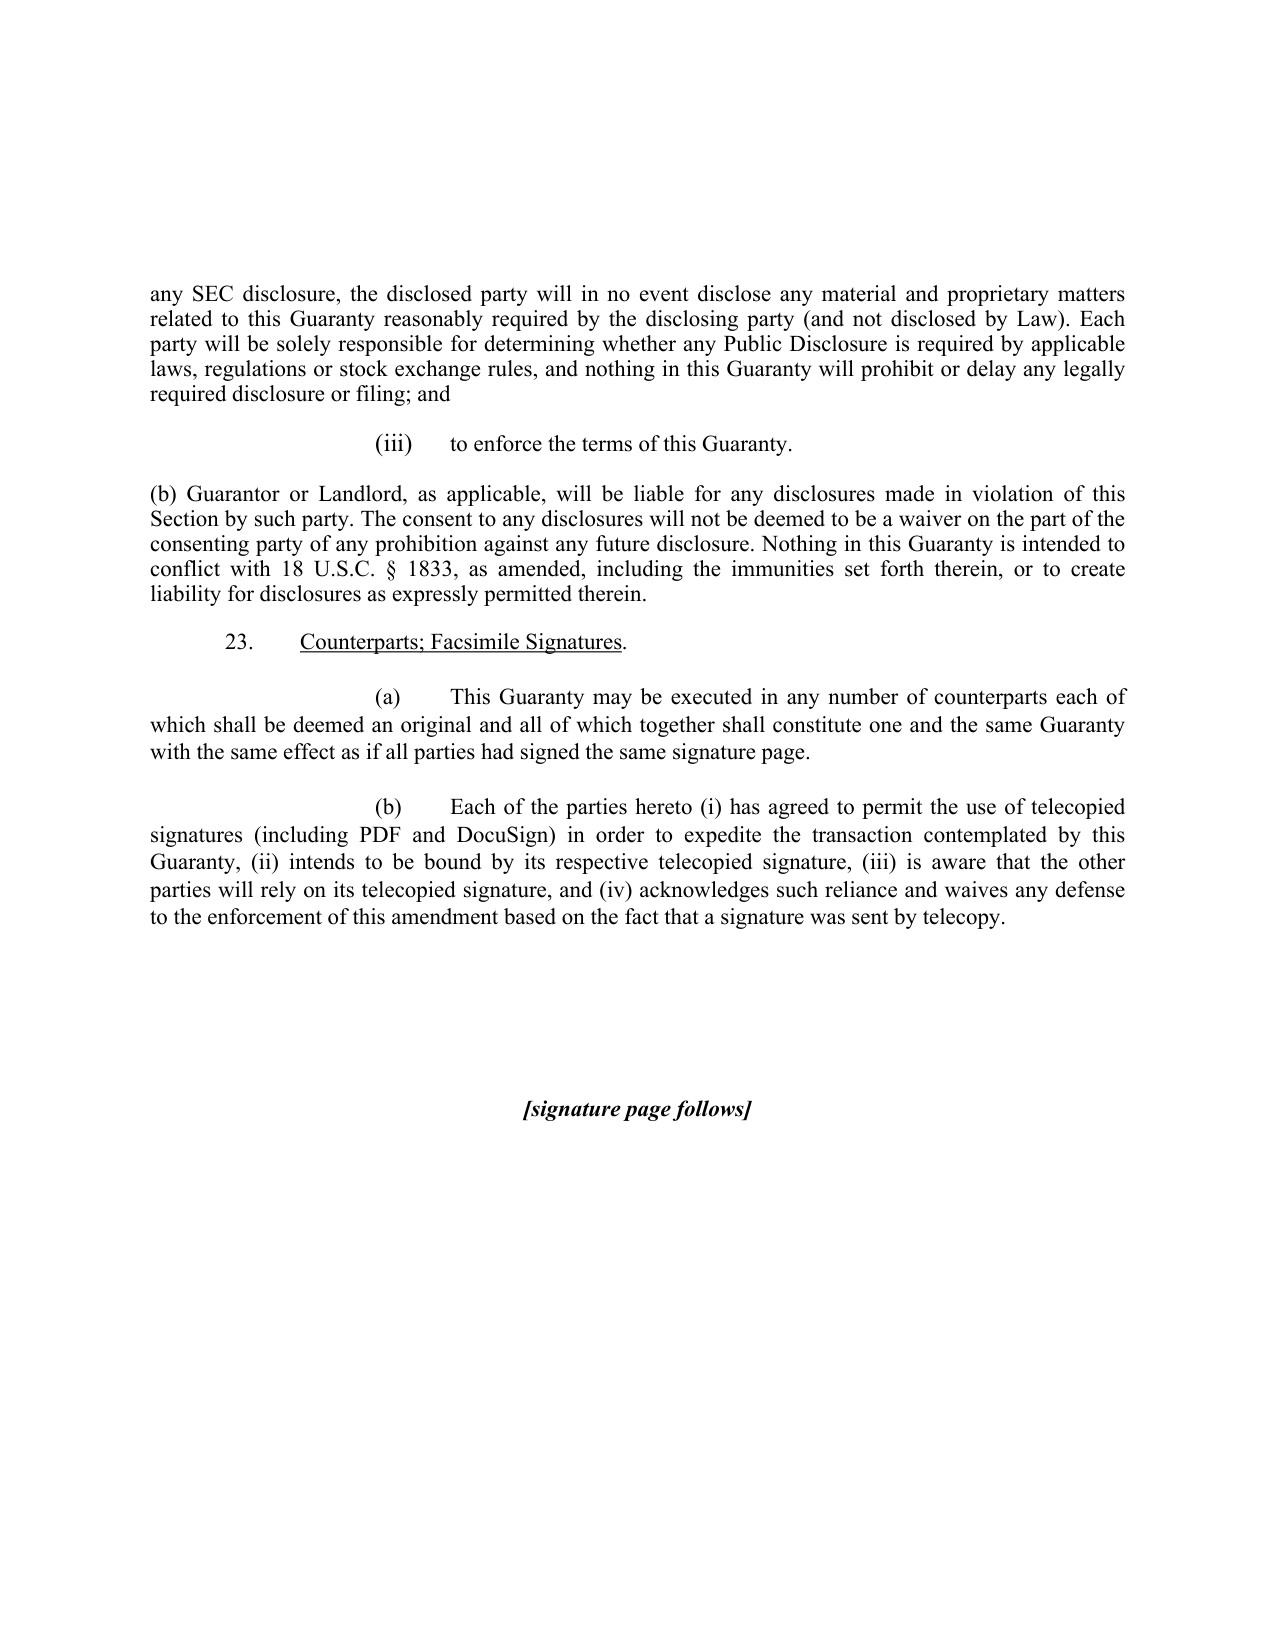 any SEC disclosure, the disclosed party will in no event disclose any material and proprietary matters
related to this Guaranty reasonably required by the disclosing party (and not disclosed by Law). Each
party will be solely responsible for determining whether any Public Disclosure is required by applicable
laws, regulations or stock exchange rules, and nothing in this Guaranty will prohibit or delay any legally
required disclosure or filing; and
(iii) to enforce the terms of this Guaranty.
(b) Guarantor or Landlord, as applicable, will be liable for any disclosures made in violation of this
Section by such party. The consent to any disclosures will not be deemed to be a waiver on the part of the
consenting party of any prohibition against any future disclosure. Nothing in this Guaranty is intended to
conflict with 18 U.S.C. § 1833, as amended, including the immunities set forth therein, or to create
liability for disclosures as expressly permitted therein.
23. Counterparts; Facsimile Signatures.
(a) This Guaranty may be executed in any number of counterparts each of
which shall be deemed an original and all of which together shall constitute one and the same Guaranty
with the same effect as if all parties had signed the same signature page.
(b) Each of the parties hereto (i) has agreed to permit the use of telecopied
signatures (including PDF and DocuSign) in order to expedite the transaction contemplated by this
Guaranty, (ii) intends to be bound by its respective telecopied signature, (iii) is aware that the other
parties will rely on its telecopied signature, and (iv) acknowledges such reliance and waives any defense
to the enforcement of this amendment based on the fact that a signature was sent by telecopy.
[signature page follows]